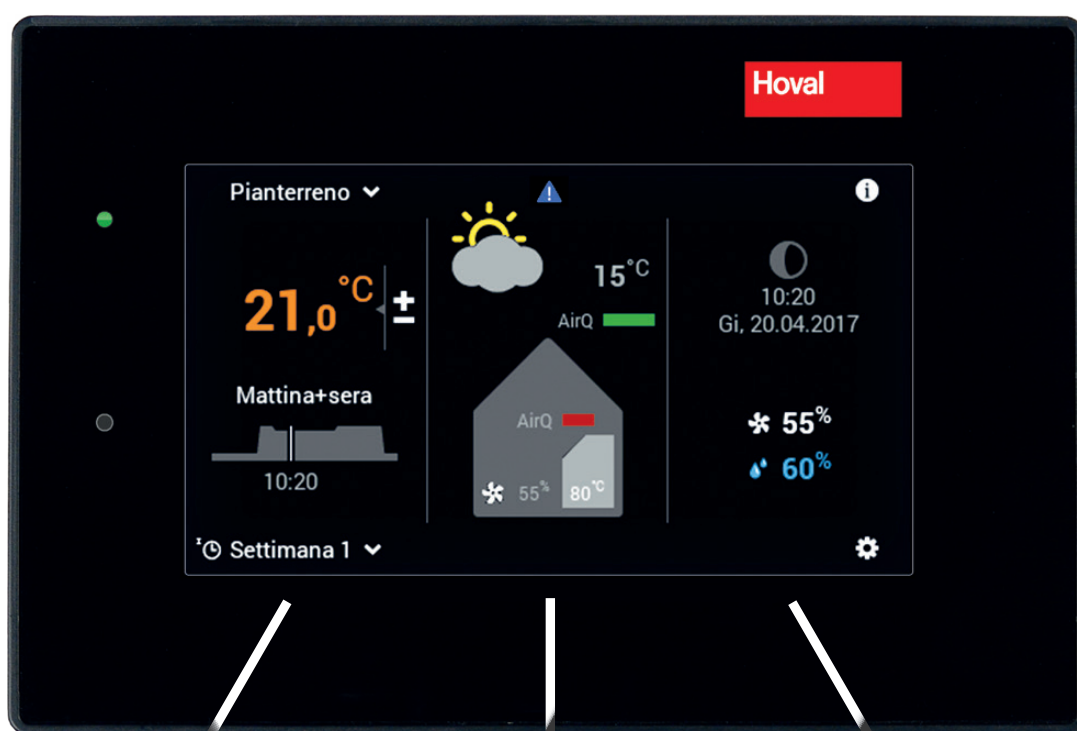 Hoval
Pianterreno
21,0 °C
Mattina+sera
10:20
Settimana 1
15°C
AirQ
AirQ
55%
80°C
10:20
Gi, 20.04.2017
55%
60%